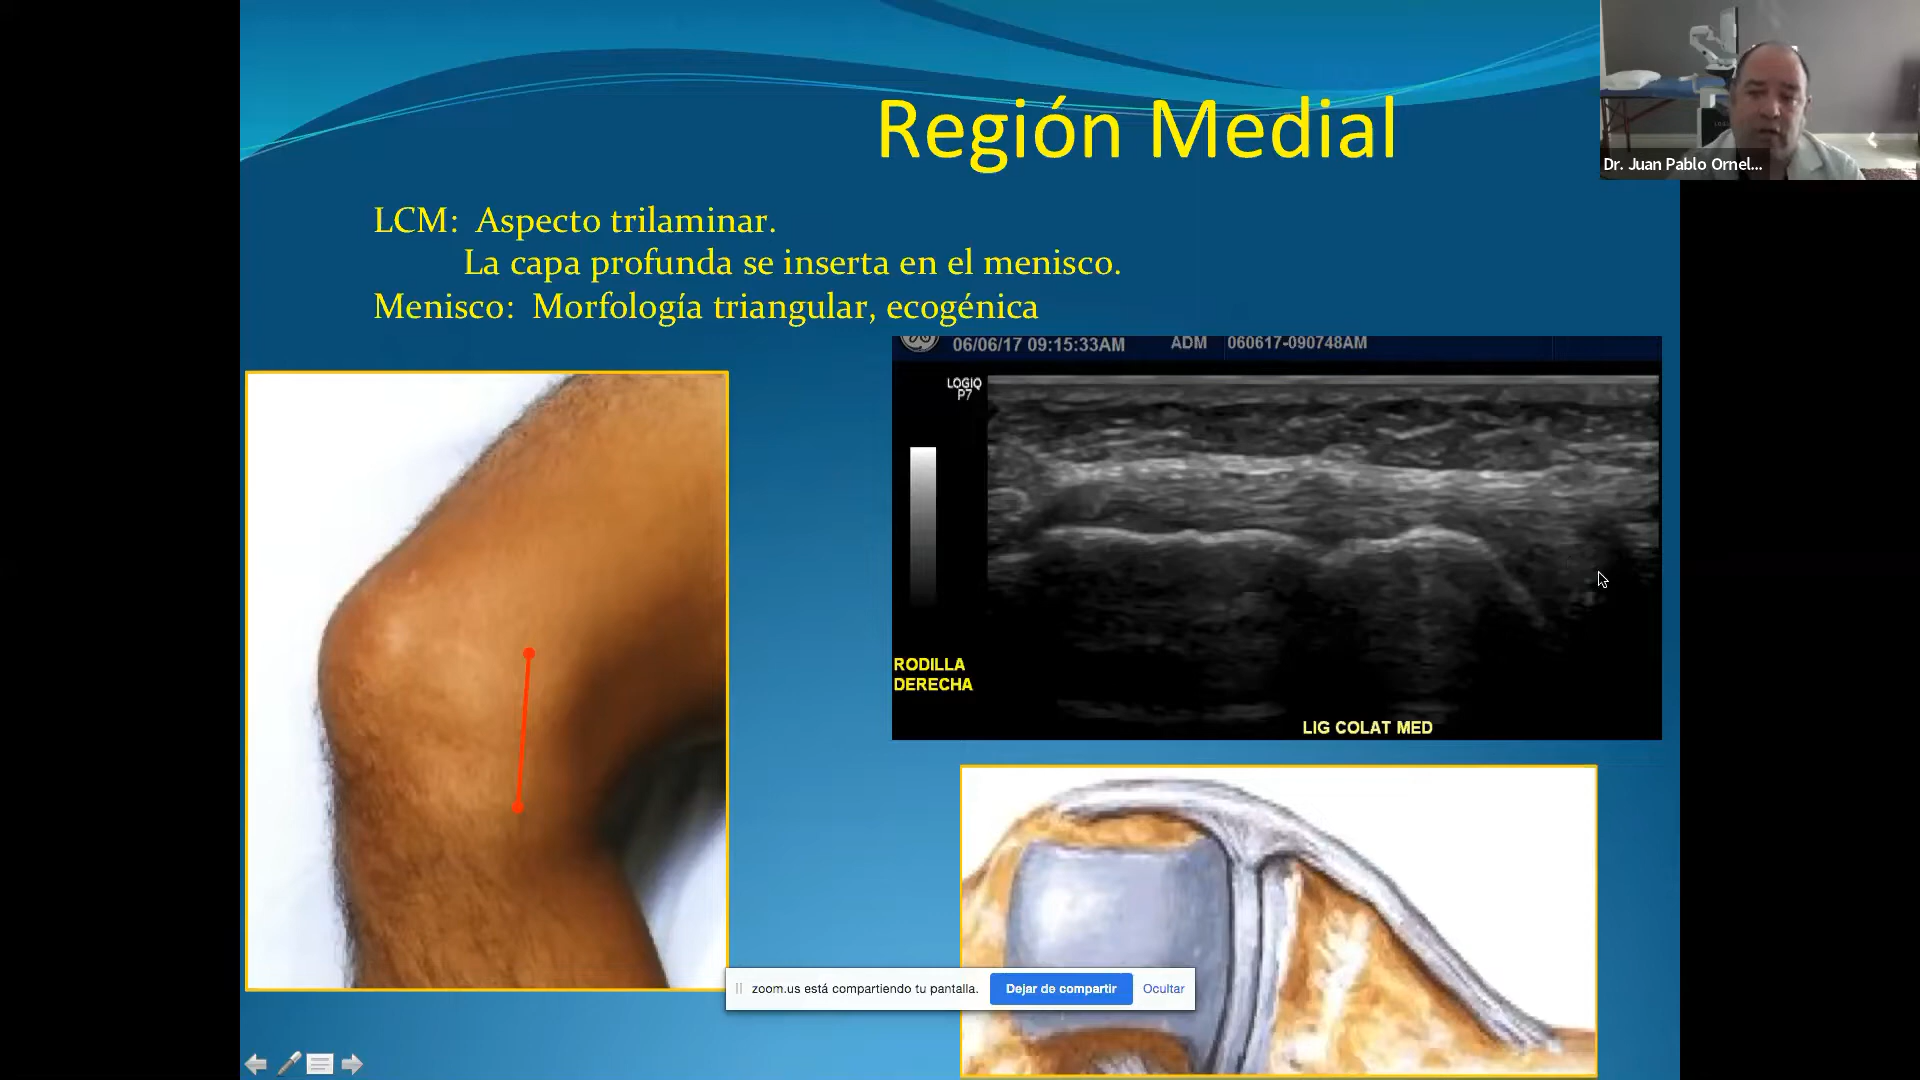 Región Medial
Dr. Juan Pablo Ornel...
LCM: Aspecto trilaminar.
La capa profunda se inserta en el menisco.
Menisco: Morfología triangular, ecogénica
06/06/17 09:15:33AM ADM 060617-090748AM
LOGIQ
P7
RODILLA
DERECHA
LIG COLAT MED
zoom.us está compartiendo tu pantalla. Dejar de compartir Ocultar